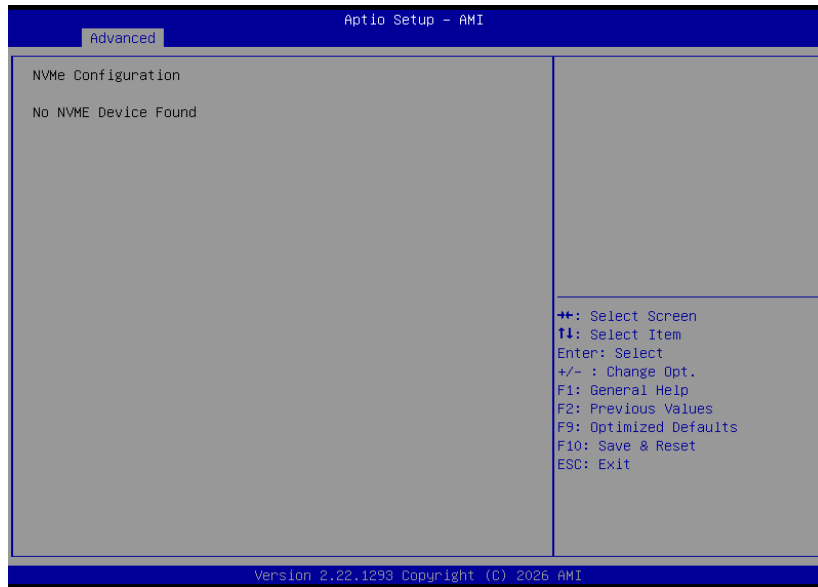 Aptio Setup – AMI
Advanced
NVMe Configuration
No NVME Device Found
→←: Select Screen
↑↓: Select Item
Enter: Select
+/- : Change Opt.
F1: General Help
F2: Previous Values
F9: Optimized Defaults
F10: Save & Reset
ESC: Exit
Version 2.22.1293 Copyright (C) 2026 AMI